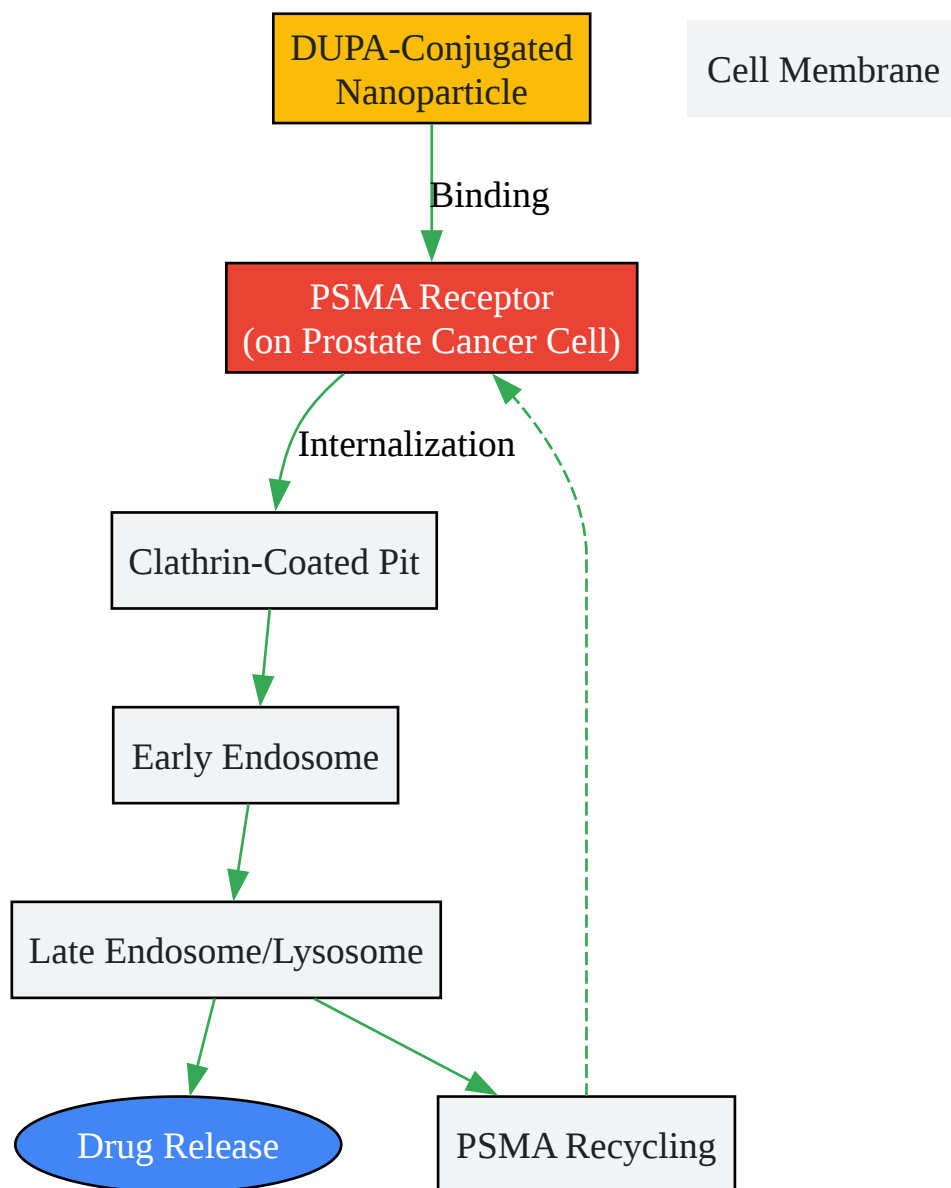 DUPA-Conjugated
Nanoparticle
Cell Membrane
Binding
PSMA Receptor
(on Prostate Cancer Cell)
Internalization
Clathrin-Coated Pit
Early Endosome
Late Endosome/Lysosome
Drug Release
PSMA Recycling